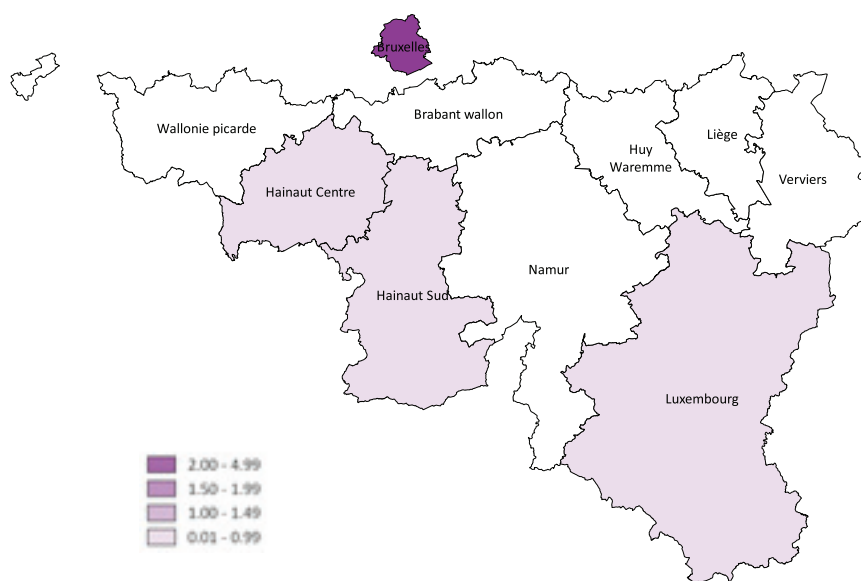 Bruxelles
Brabant wallon
Wallonie picarde
Liège
Huy
Waremme
Verviers
Hainaut Centre
Namur
Hainaut Sud
Luxembourg
2.00 - 4.99
1.50 - 1.99
1.00 - 1.49
0.01 - 0.99